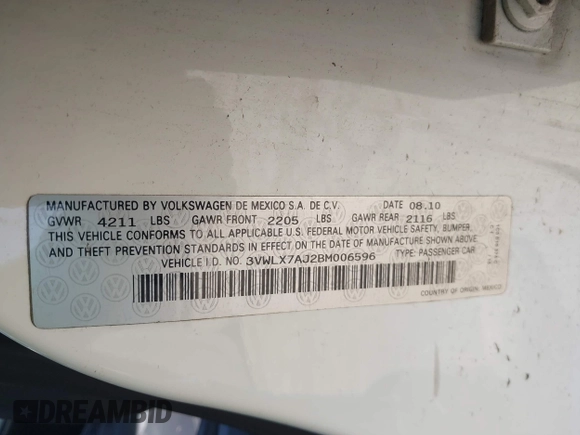 MANUFACTURED BY VOLKSWAGEN DE MEXICO S.A. DE C.V. DATE 08.10
GVWR 4211 LBS GAWR FRONT 2205 LBS GAWR REAR 2116 LBS
THIS VEHICLE CONFORMS TO ALL APPLICABLE U.S. FEDERAL MOTOR VEHICLE SAFETY, BUMPER,
AND THEFT PREVENTION STANDARDS IN EFFECT ON THE DATE OF MANUFACTURE SHOWN ABOVE
VEHICLE I.D. NO. 3VWLX7AJ2BM006596 TYPE: PASSENGER CAR
COUNTRY OF ORIGIN, MEXICO
DREAMBID